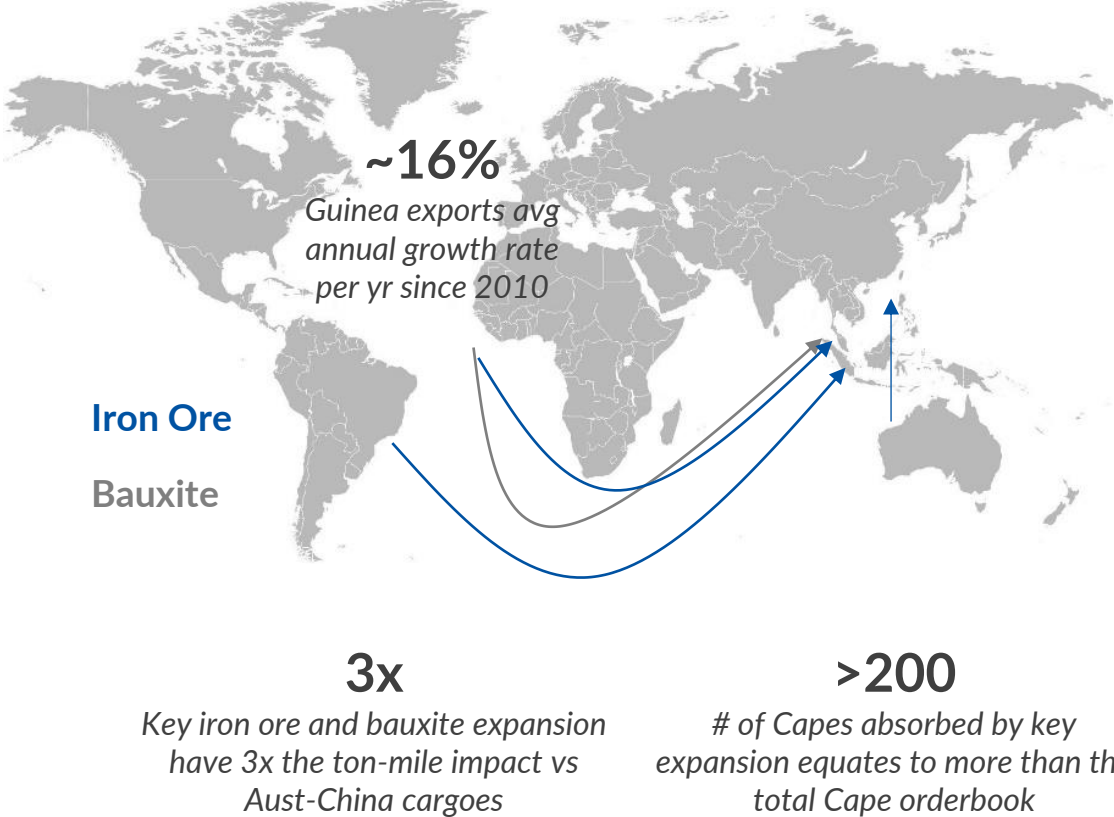 ~16%
Guinea exports avg
annual growth rate
per yr since 2010
Iron Ore
Bauxite
3x
Key iron ore and bauxite expansion
have 3x the ton-mile impact vs
Aust-China cargoes
>200
# of Capes absorbed by key
expansion equates to more than th
total Cape orderbook